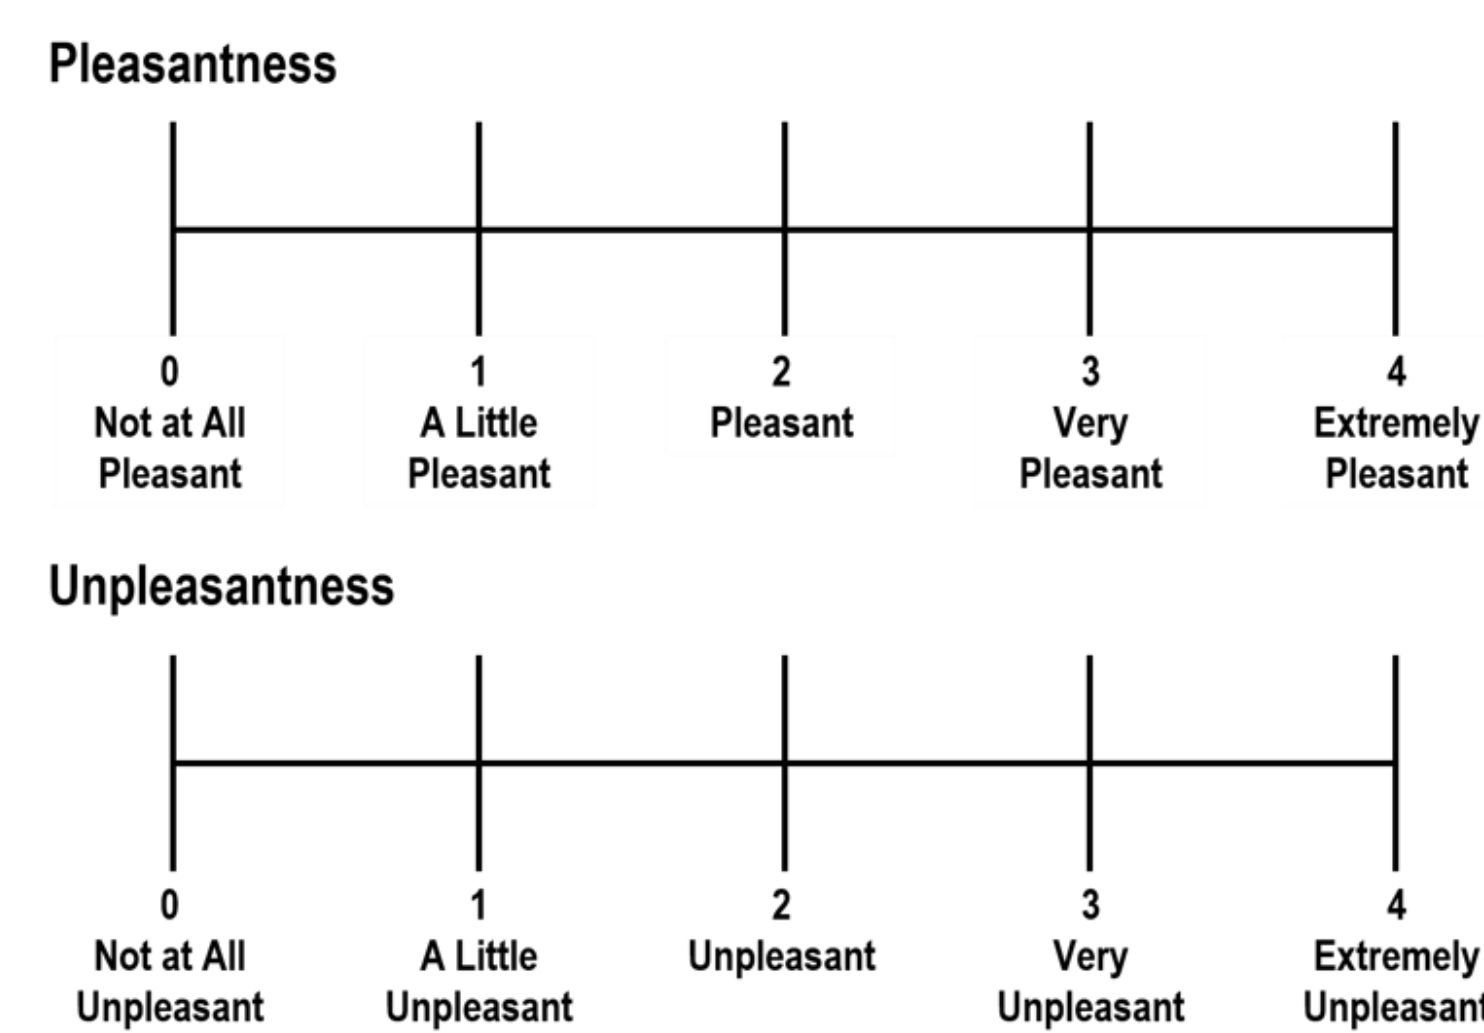 Pleasantness
0 1 2 3 4
Not at All A Little Pleasant Very Extremely
Pleasant Pleasant Pleasant Pleasant
Unpleasantness
0 1 2 3 4
Not at All A Little Unpleasant Very Extremely
Unpleasant Unpleasant Unpleasant Unpleasant